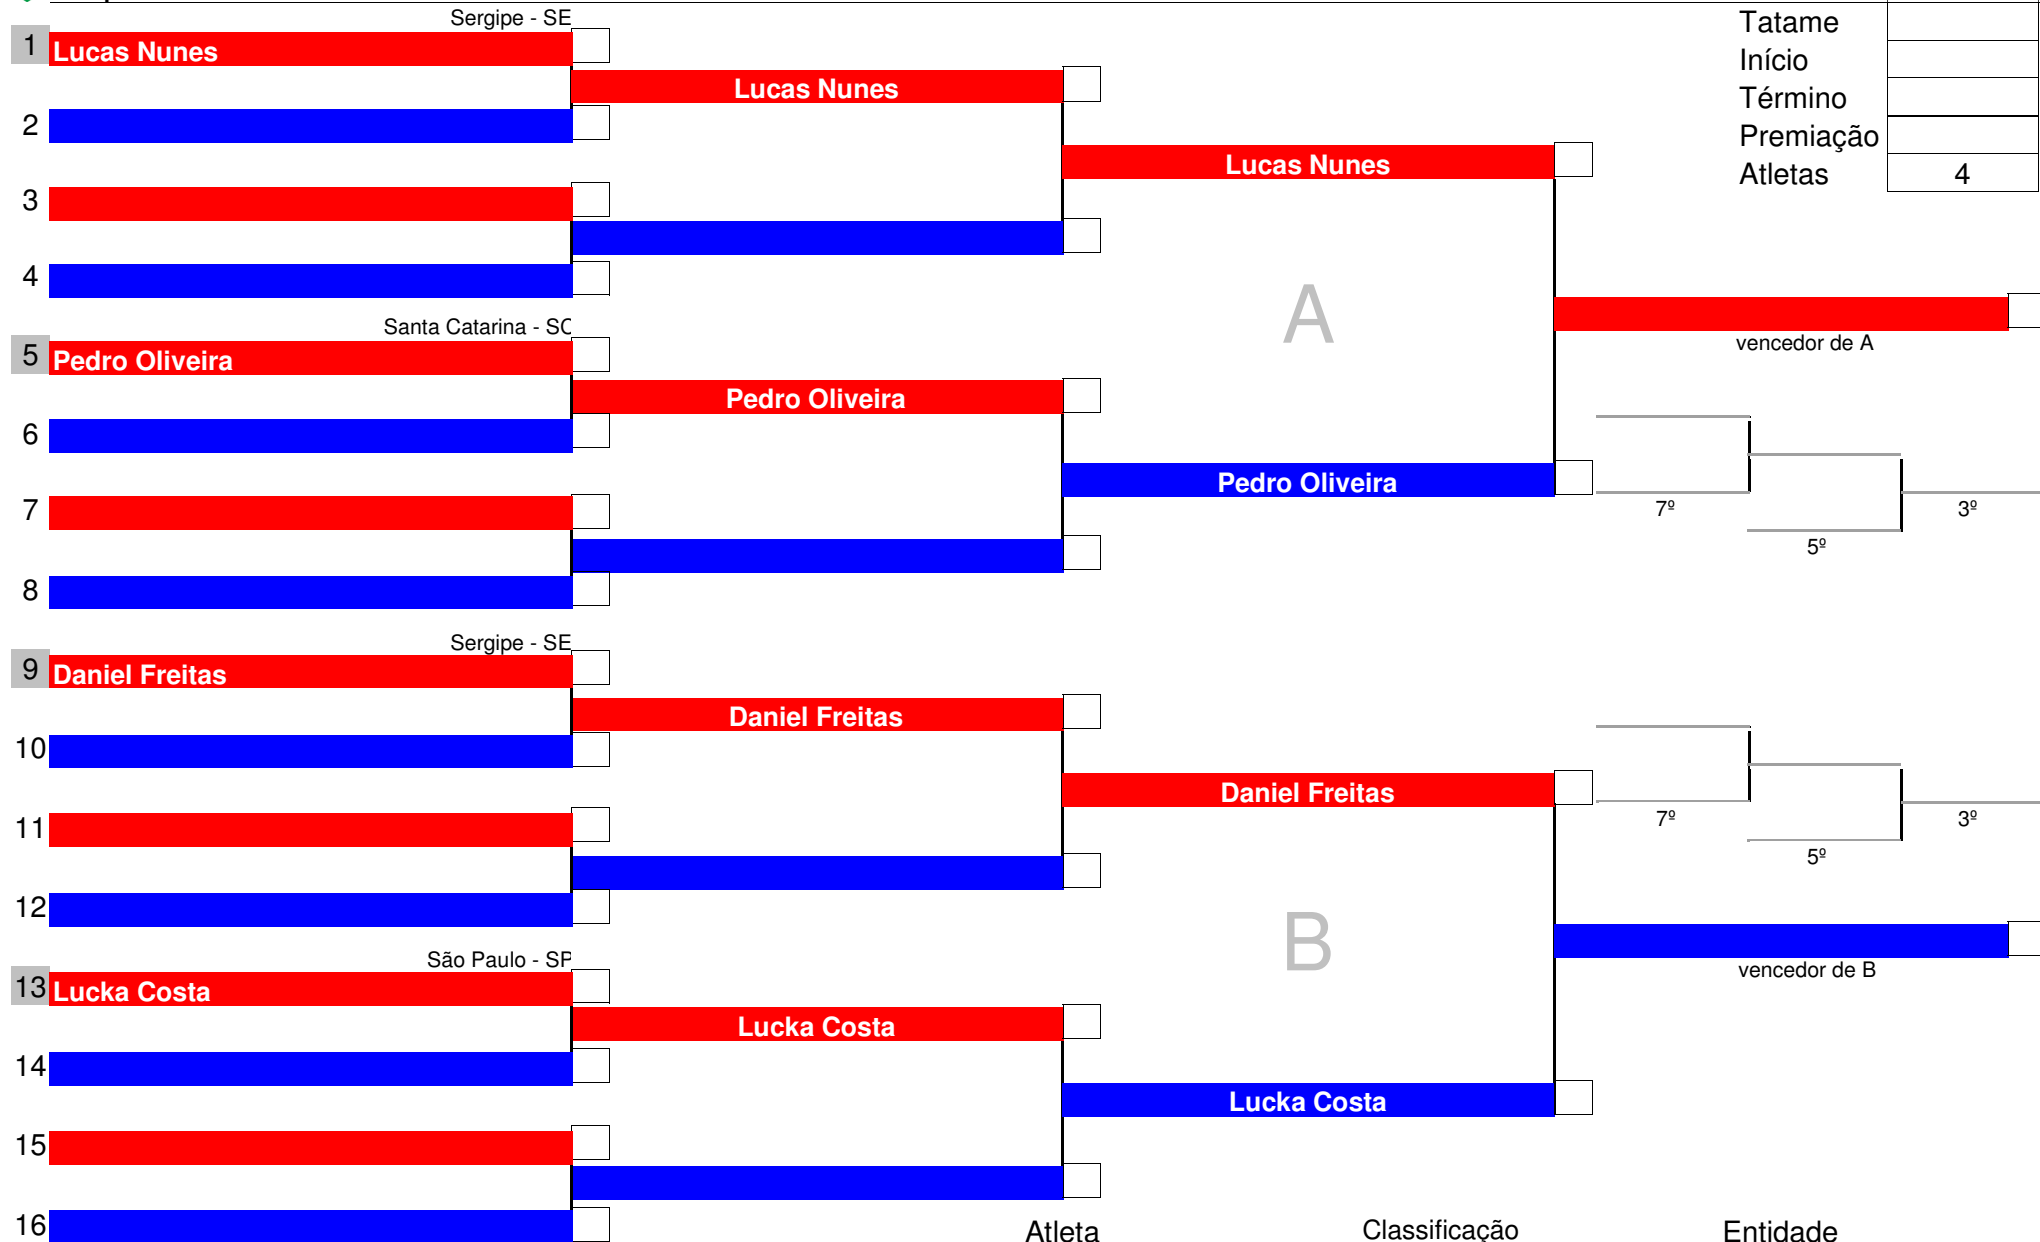 Sergipe - SE
1 Lucas Nunes
Lucas Nunes
2
Lucas Nunes
3
4
Santa Catarina - SC
5 Pedro Oliveira
Pedro Oliveira
6
Pedro Oliveira
7
8
A
vencedor de A
7º
5º
3º
Sergipe - SE
9 Daniel Freitas
Daniel Freitas
10
Daniel Freitas
11
12
São Paulo - SP
13 Lucka Costa
Lucka Costa
14
Lucka Costa
15
16
B
7º
5º
3º
vencedor de B
Tatame
Início
Término
Premiação
Atletas 4
Atleta Classificação Entidade